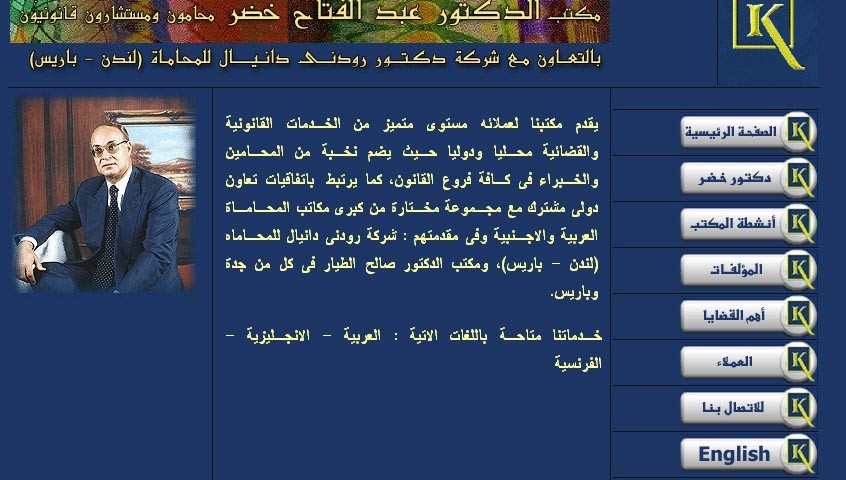 مكتب الدكتور عبد الفتاح خضر محامون ومستشارون قانونيون
بالتعاون مع شركة دكتور رودنى دانيال للمحاماة (لندن - باريس)
K
يقدم مكتبنا لعملائه مستوى متميز من الخدمات القانونية
والقضائية محليا ودوليا حيث يضم نخبة من المحامين
والخبراء فى كافة فروع القانون، كما يرتبط باتفاقيات تعاون
دولى مشترك مع مجموعة مختارة من كبرى مكاتب المحاماة
العربية والاجنبية وفى مقدمتهم : شركة رودنى دانيال للمحاماه
(لندن - باريس)، ومكتب الدكتور صالح الطيار فى كل من جدة
وباريس.
خدماتنا متاحة باللغات الاتية : العربية - الانجليزية -
الفرنسية
الصفحة الرئيسية
دكتور خضر
أنشطة المكتب
المؤلفات
أهم القضايا
العملاء
للاتصال بنا
English